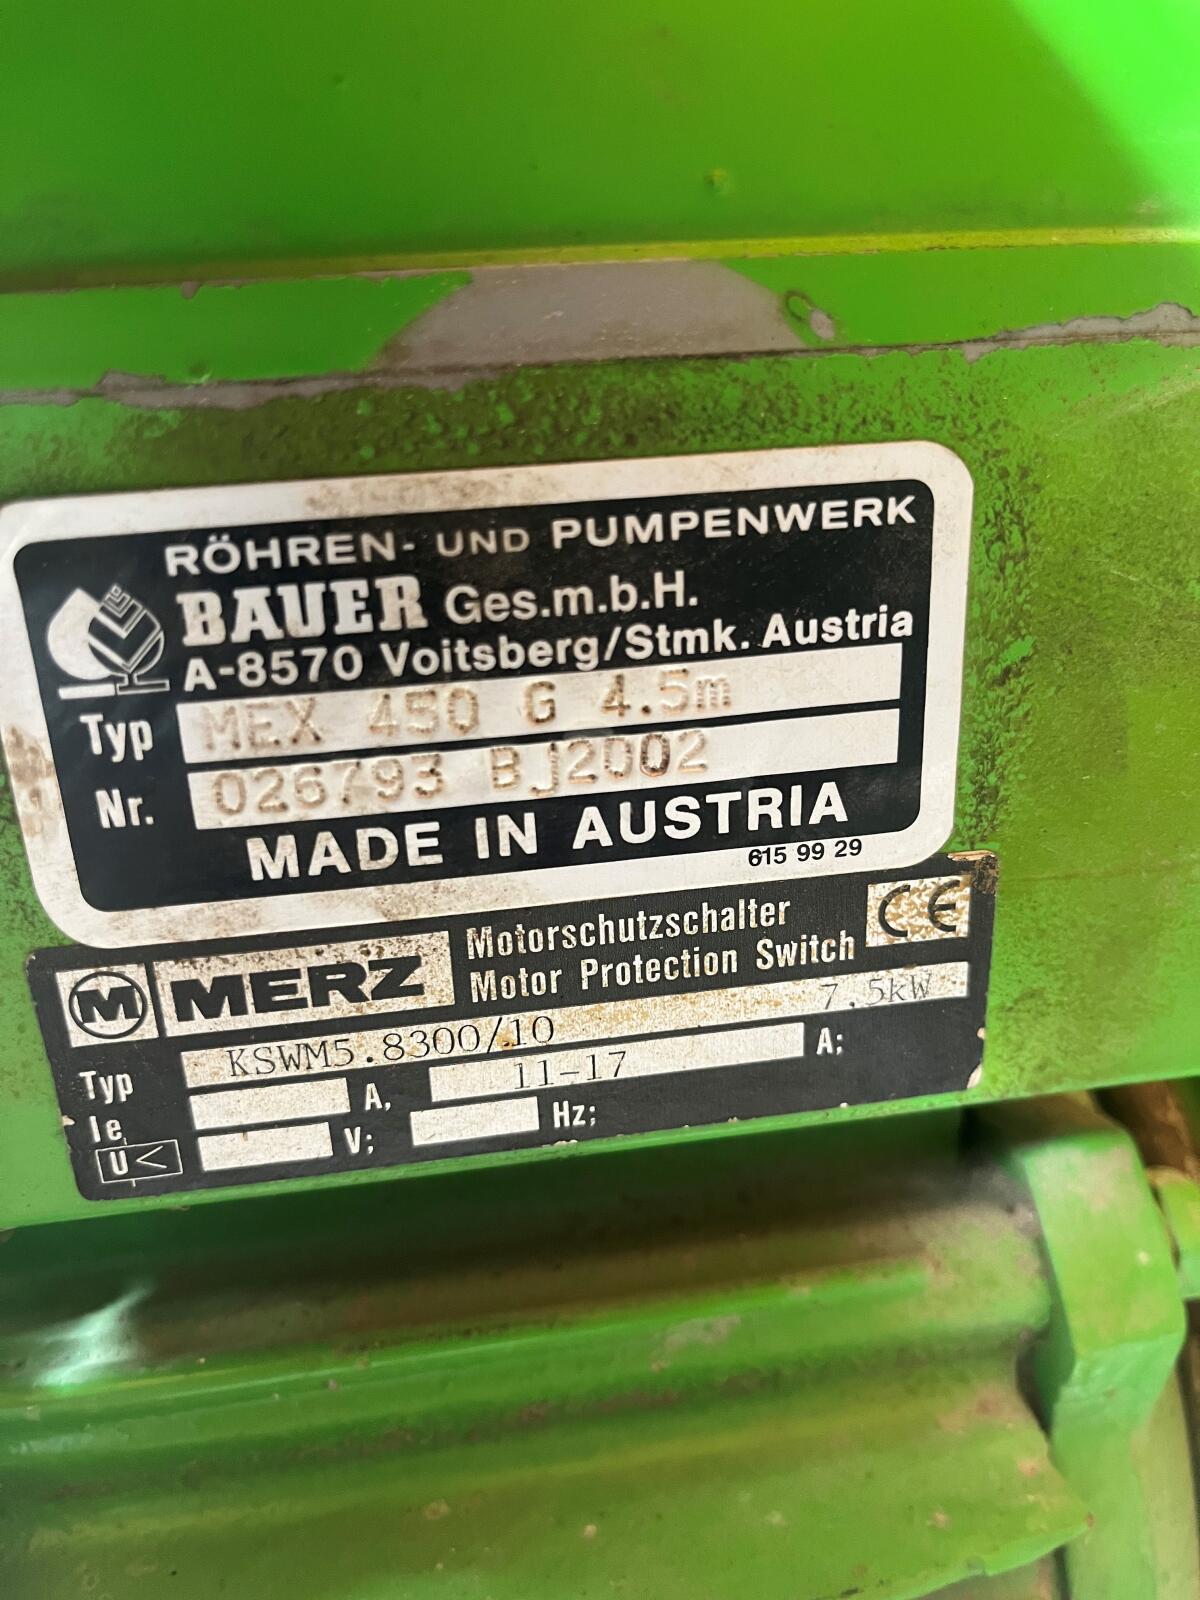 RÖHREN- UND PUMPENWERK
BAUER Ges.m.b.H.
A-8570 Voitsberg/Stmk. Austria
Typ MEX 450 G 4.5m
Nr. 026793 Bj2002
MADE IN AUSTRIA
615 99 29
M MERZ Motorschutzschalter CE
Motor Protection Switch
Typ KSWM5.8300/10 7.5kW
Ie A, 11-17 A;
U< V; Hz;